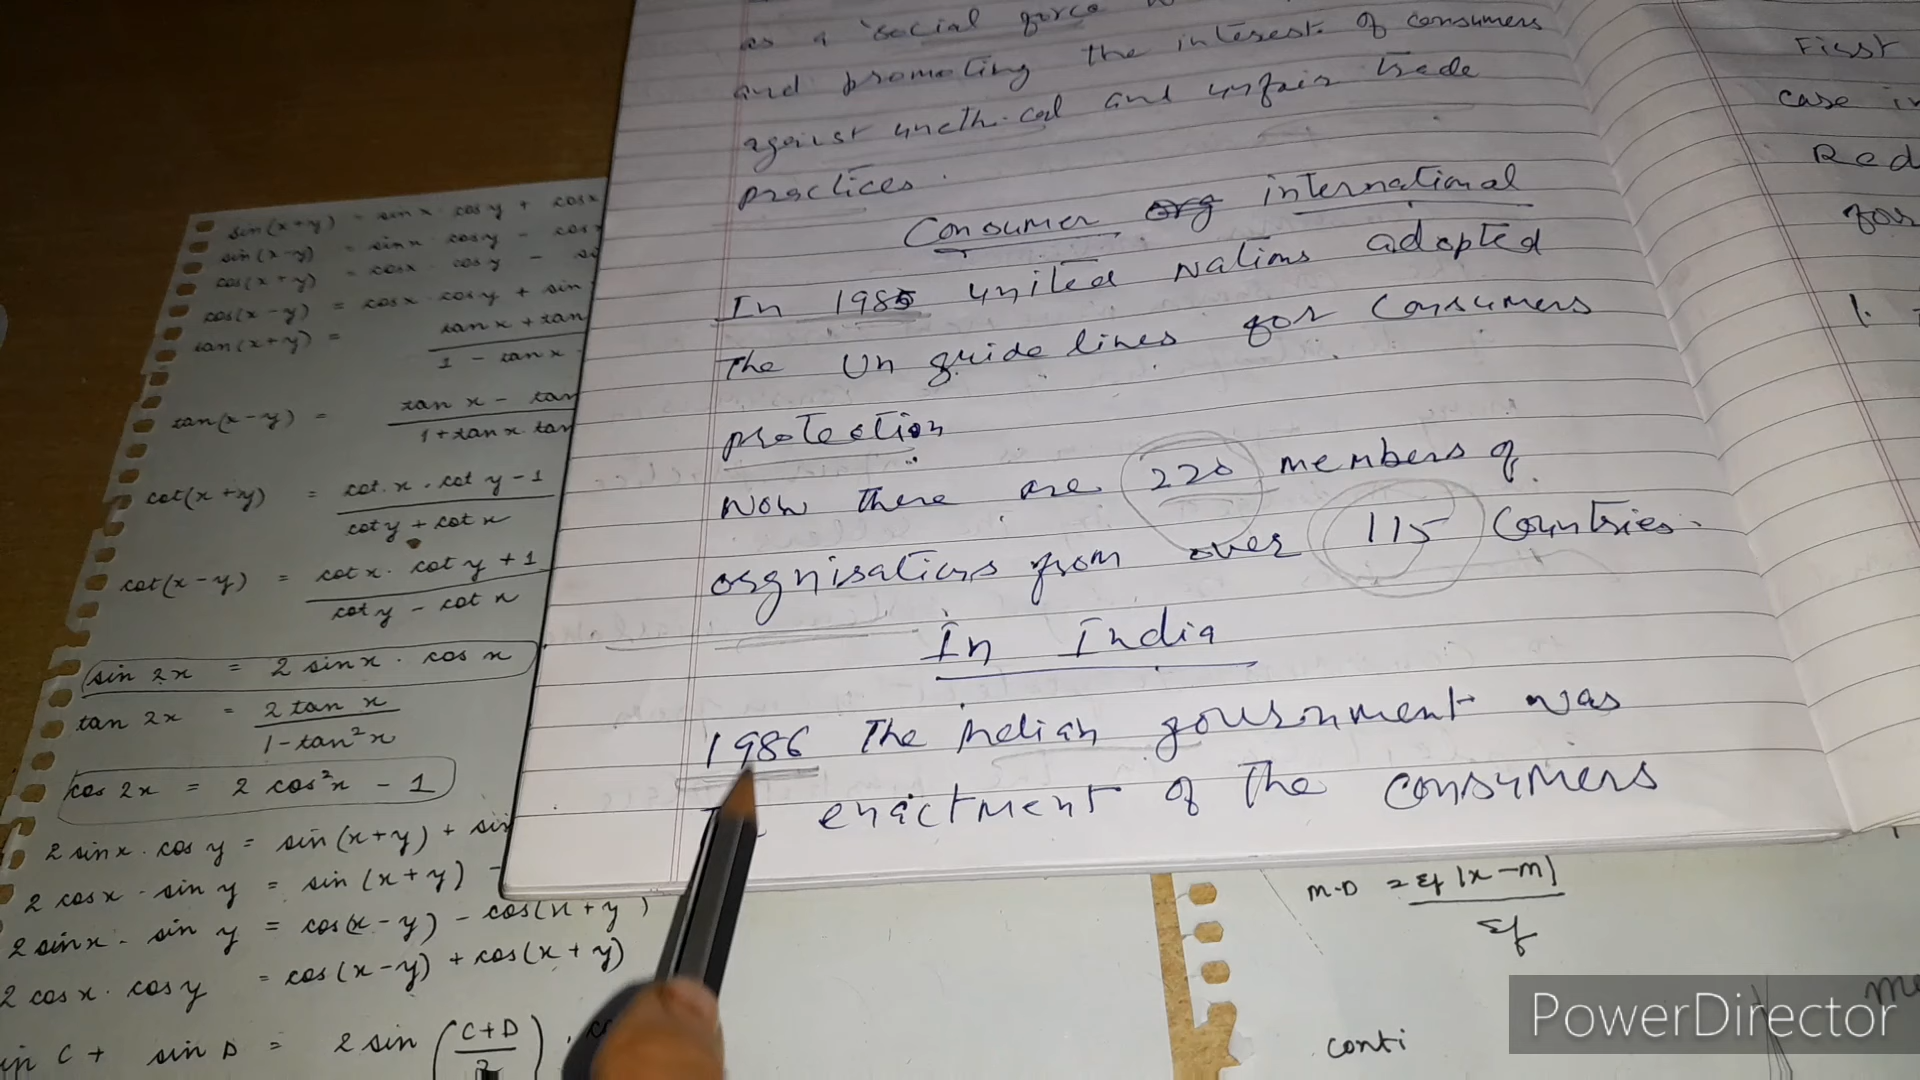 as a social force
and promoting the interest of consumers
against unethical and unfair trade
practices.
Consumer org international
In 1985 united Nations adopted
The Un guide lines for consumers
protection
Now there are 220 members of
orgnisations from over 115 countries.
In India
1986 The Indian government was
enactment of the consumers
First
case in
Red
for
1.
sin(x+y) = sin x · cos y + cos x
sin(x-y) = sin x · cos y - cos x
cos(x+y) = cos x · cos y -
cos(x-y) = cos x · cos y + sin
tan(x+y) = tan x + tan
1 - tan x ·
tan(x-y) = tan x - tan
1 + tan x · tan
cot(x+y) = cot x · cot y - 1
cot y + cot x
cot(x-y) = cot x · cot y + 1
cot y - cot x
sin 2x = 2 sin x · cos x
tan 2x = 2 tan x
1 - tan²x
cos 2x = 2 cos²x - 1
2 sin x · cos y = sin(x+y) + sin
2 cos x · sin y = sin(x+y) -
2 sin x · sin y = cos(x-y) - cos(x+y)
2 cos x · cos y = cos(x-y) + cos(x+y)
sin C + sin D = 2 sin (C+D
2)
M.D = Σf |x-M|
Σf
conti
PowerDirector